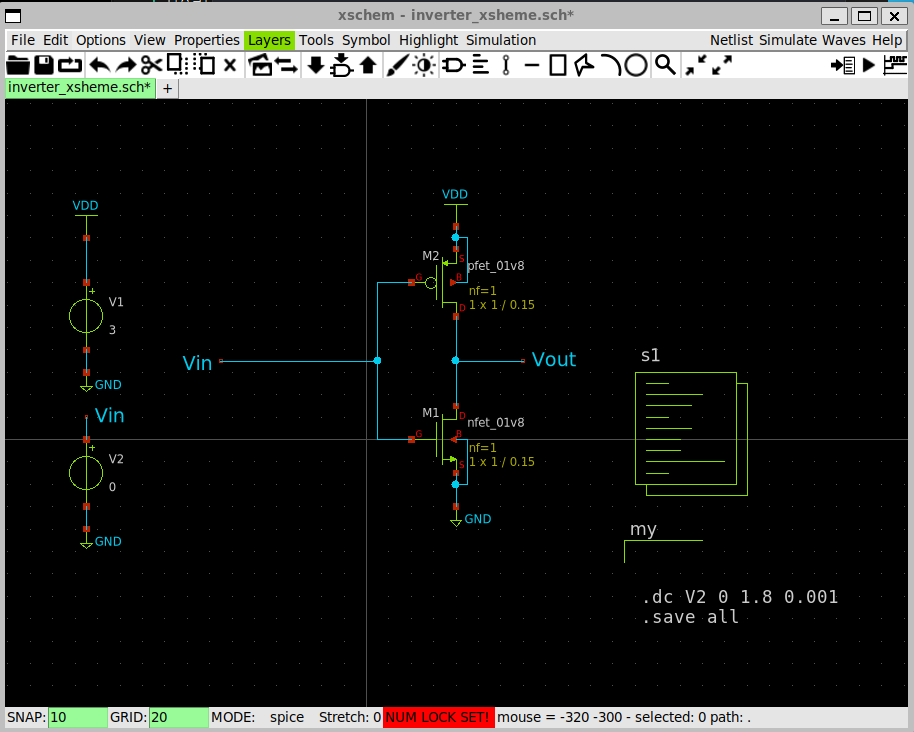 xschem - inverter_xsheme.sch*
File Edit Options View Properties Layers Tools Symbol Highlight Simulation Netlist Simulate Waves Help
inverter_xsheme.sch* +
VDD
VDD
M2
S
pfet_01v8
G
B
nf=1
1 x 1 / 0.15
D
+
V1
3
GND
Vin
Vout
s1
Vin
M1
D
nfet_01v8
G
B
nf=1
1 x 1 / 0.15
S
+
V2
0
GND
GND
my
.dc V2 0 1.8 0.001
.save all
SNAP: 10 GRID: 20 MODE: spice Stretch: 0 NUM LOCK SET! mouse = -320 -300 - selected: 0 path: .